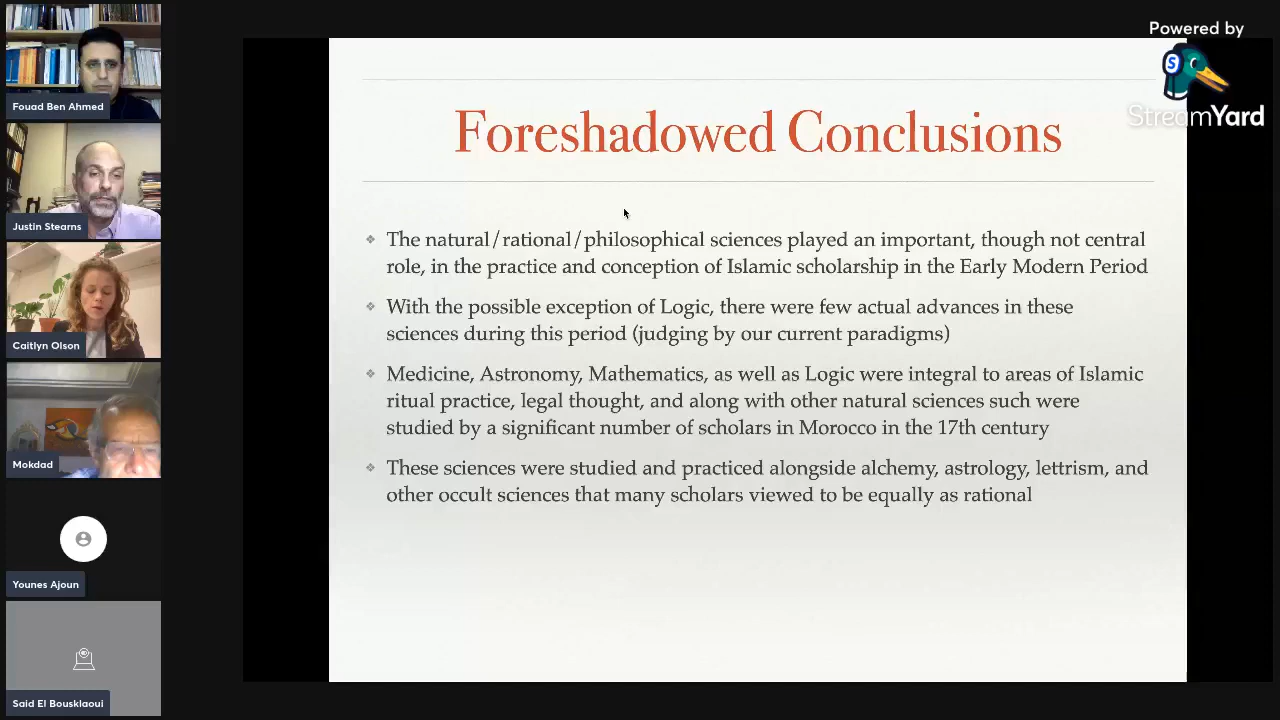 Powered by
StreamYard
Fouad Ben Ahmed
Justin Stearns
Caitlyn Olson
Mokdad
Younes Ajoun
Said El Bousklaoui
Foreshadowed Conclusions
The natural/rational/philosophical sciences played an important, though not central
role, in the practice and conception of Islamic scholarship in the Early Modern Period
With the possible exception of Logic, there were few actual advances in these
sciences during this period (judging by our current paradigms)
Medicine, Astronomy, Mathematics, as well as Logic were integral to areas of Islamic
ritual practice, legal thought, and along with other natural sciences such were
studied by a significant number of scholars in Morocco in the 17th century
These sciences were studied and practiced alongside alchemy, astrology, lettrism, and
other occult sciences that many scholars viewed to be equally as rational